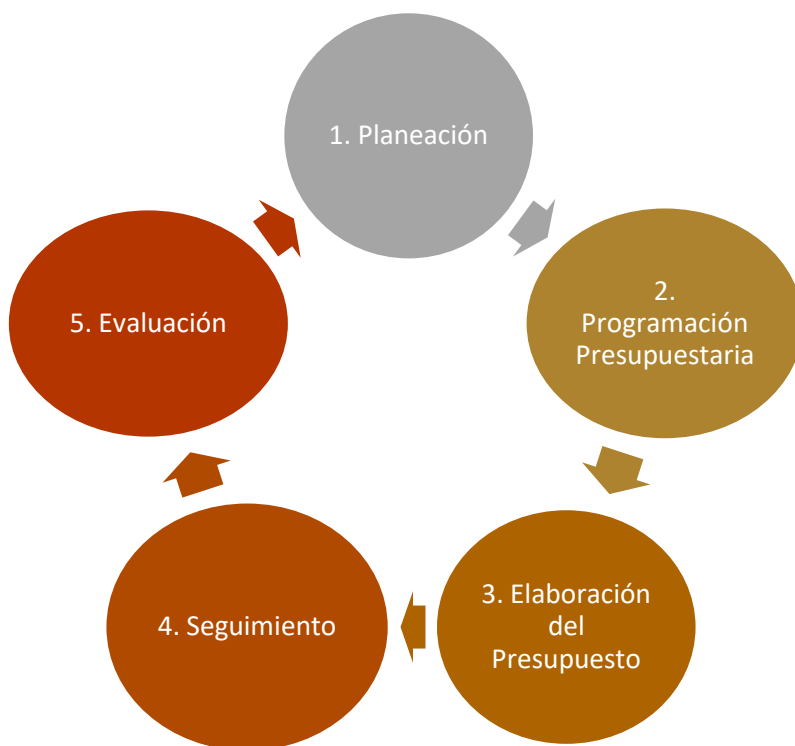 1. Planeación
2.
Programación
Presupuestaria
3. Elaboración
del
Presupuesto
4. Seguimiento
5. Evaluación